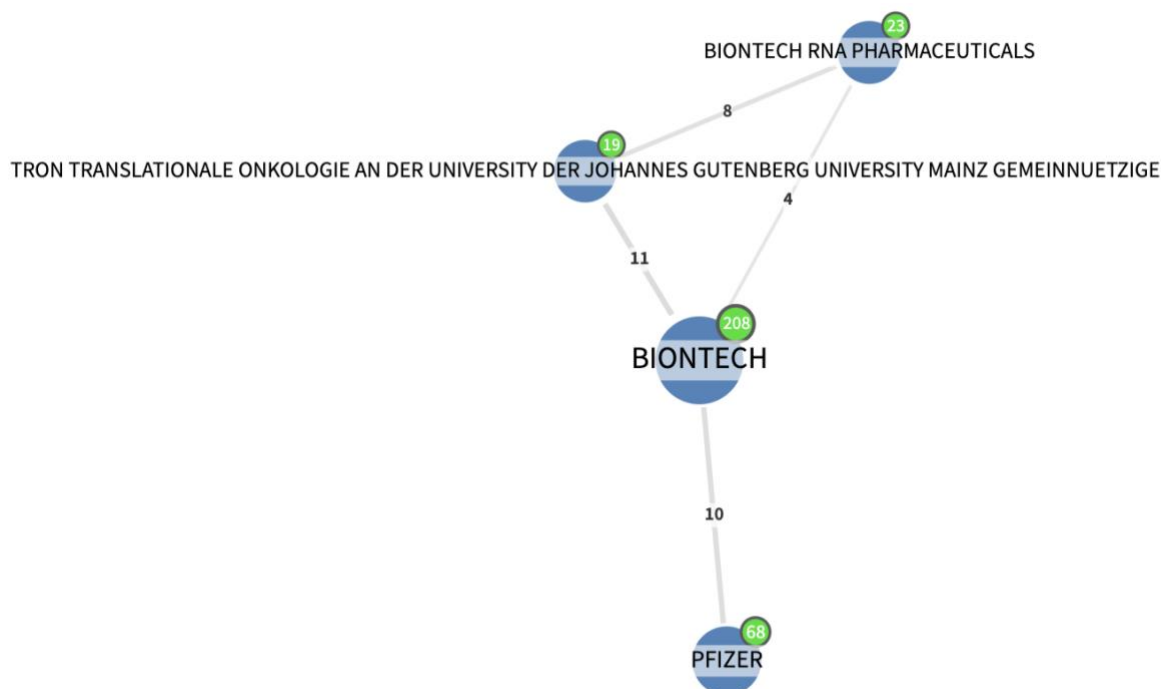 23
BIONTECH RNA PHARMACEUTICALS
8
19
TRON TRANSLATIONALE ONKOLOGIE AN DER UNIVERSITY DER JOHANNES GUTENBERG UNIVERSITY MAINZ GEMEINNUETZIGE
4
11
208
BIONTECH
10
68
PFIZER